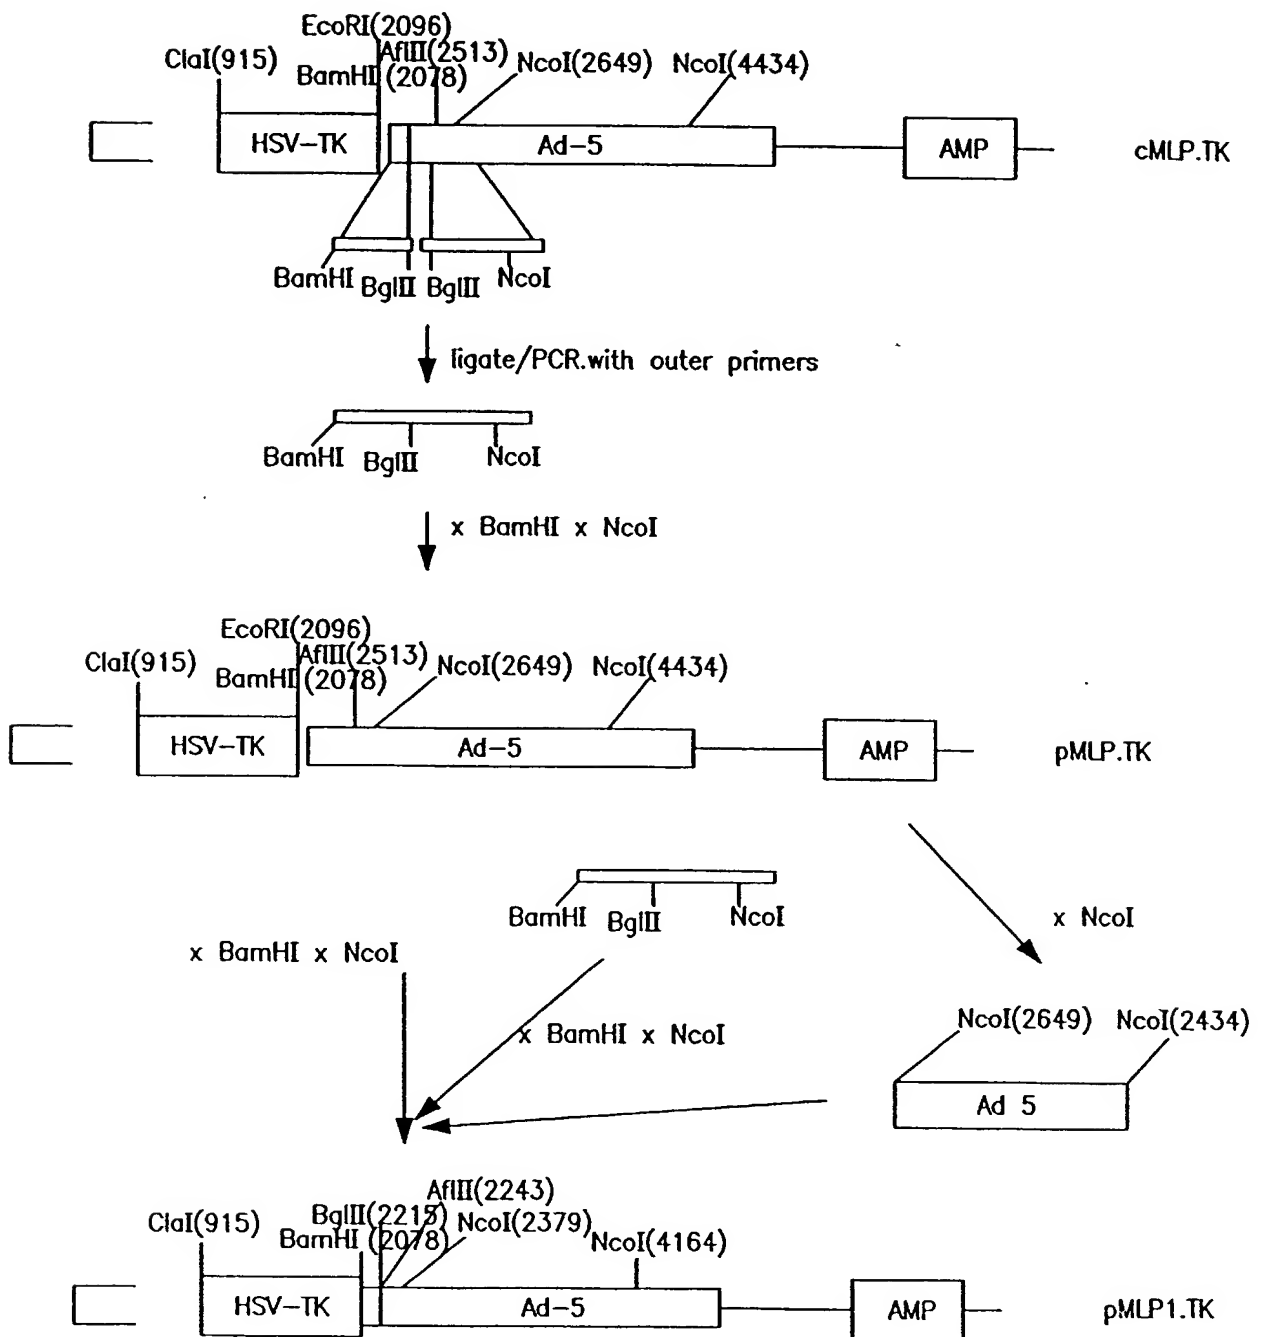 EcoRI(2096)
ClaI(915)
AflII(2513)
BamHI (2078)
NcoI(2649)
NcoI(4434)
HSV-TK
Ad-5
AMP
cMLP.TK
BamHI
BglII
BglII
NcoI
ligate/PCR.with outer primers
BamHI
BglII
NcoI
x BamHI x NcoI
EcoRI(2096)
ClaI(915)
AflII(2513)
BamHI (2078)
NcoI(2649)
NcoI(4434)
HSV-TK
Ad-5
AMP
pMLP.TK
BamHI
BglII
NcoI
x NcoI
x BamHI x NcoI
x BamHI x NcoI
NcoI(2649)
NcoI(2434)
Ad 5
AflII(2243)
ClaI(915)
BglII(2215)
NcoI(2379)
BamHI (2078)
NcoI(4164)
HSV-TK
Ad-5
AMP
pMLP1.TK